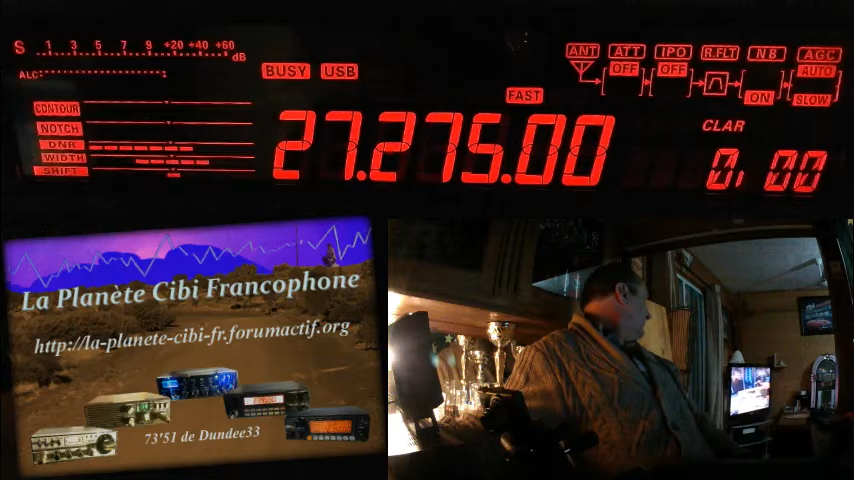 S 1 3 5 7 9 +20 +40 +60 dB
ALC
BUSY USB
ANT ATT IPO R.FLT NB AGC
OFF OFF AUTO
ON SLOW
FAST
CONTOUR
NOTCH
DNR
WIDTH
SHIFT
27.275.00
CLAR
0.00
La Planète Cibi Francophone
http://la-planete-cibi-fr.forumactif.org
73'51 de Dundee33